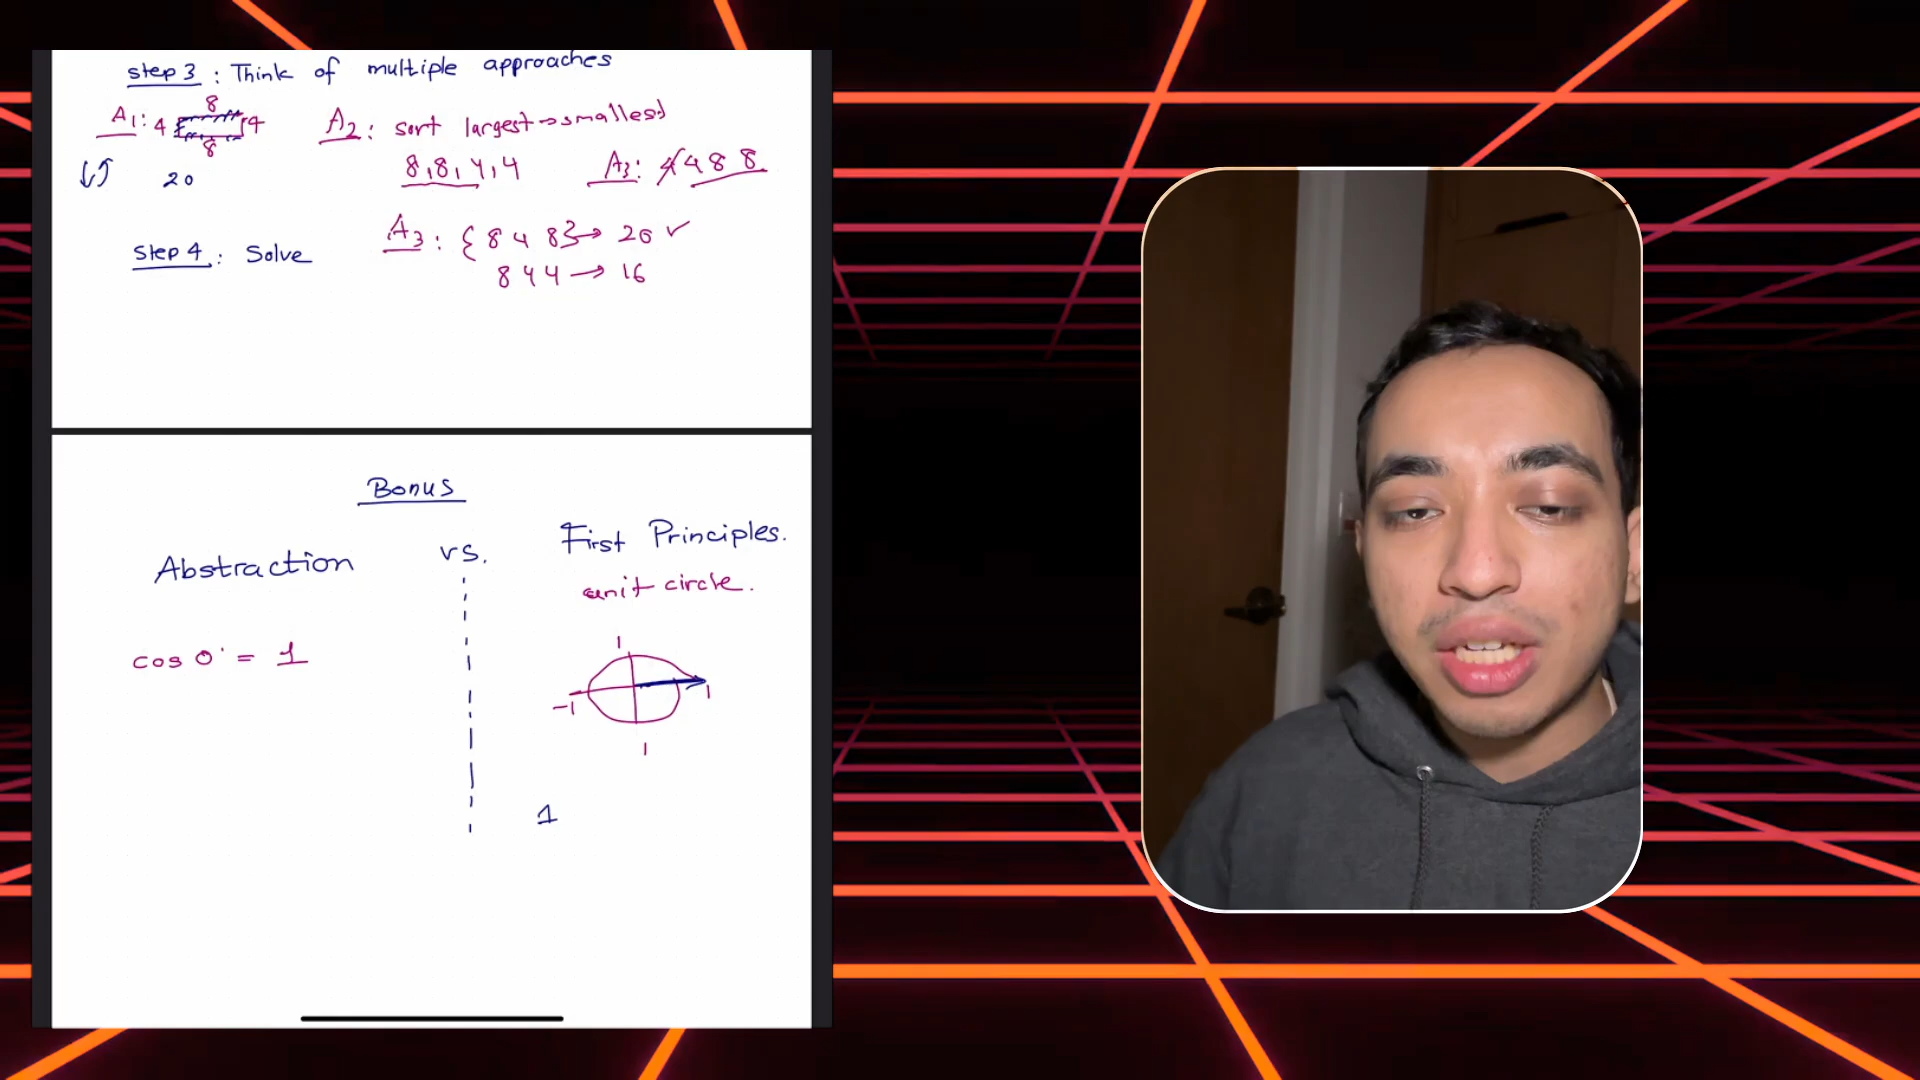 step 3 : Think of multiple approaches
A1: 4 8 4 8
A2: sort largest→smallest
↓↑ 20
8,8,4,4
A3: 4 4 8 8
A3: { 8 4 8 } → 20 ✓
Step 4 : Solve
8 4 4 → 16
Bonus
Abstraction vs. First Principles.
unit circle.
cos 0° = 1
1
-1 1
1
1